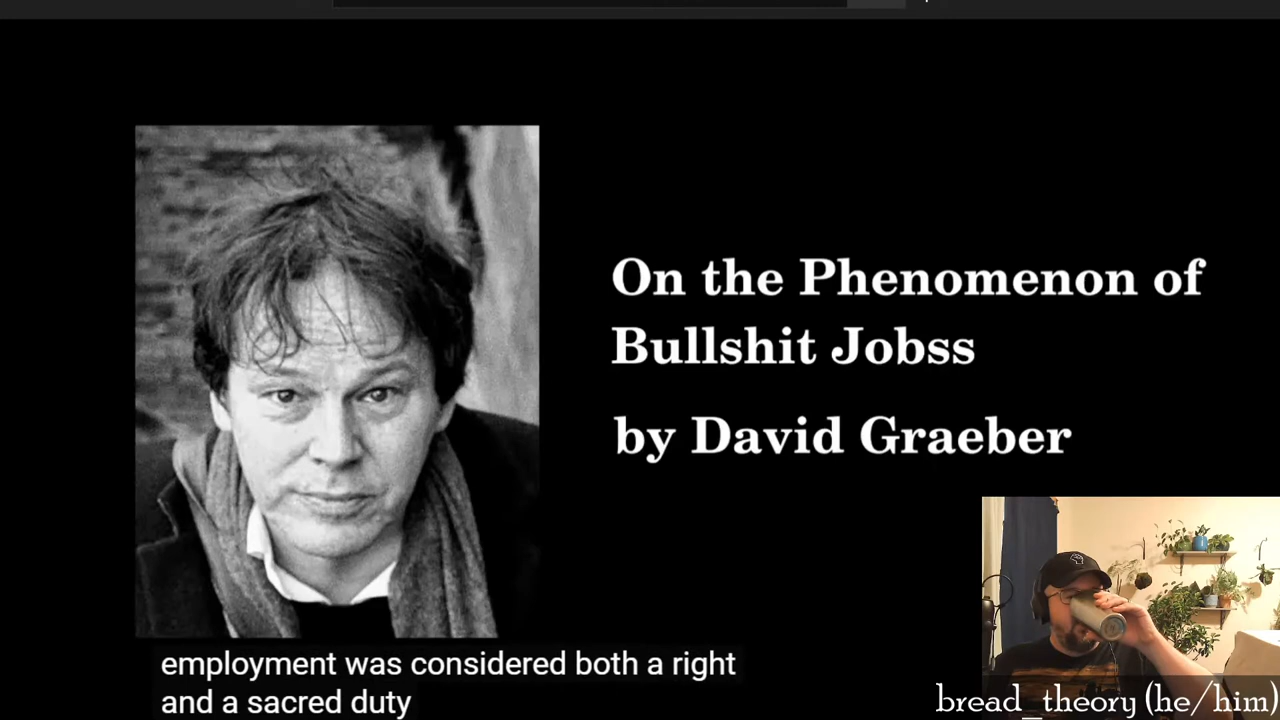 On the Phenomenon of
Bullshit Jobss
by David Graeber
employment was considered both a right
and a sacred duty
bread_theory (he/him)